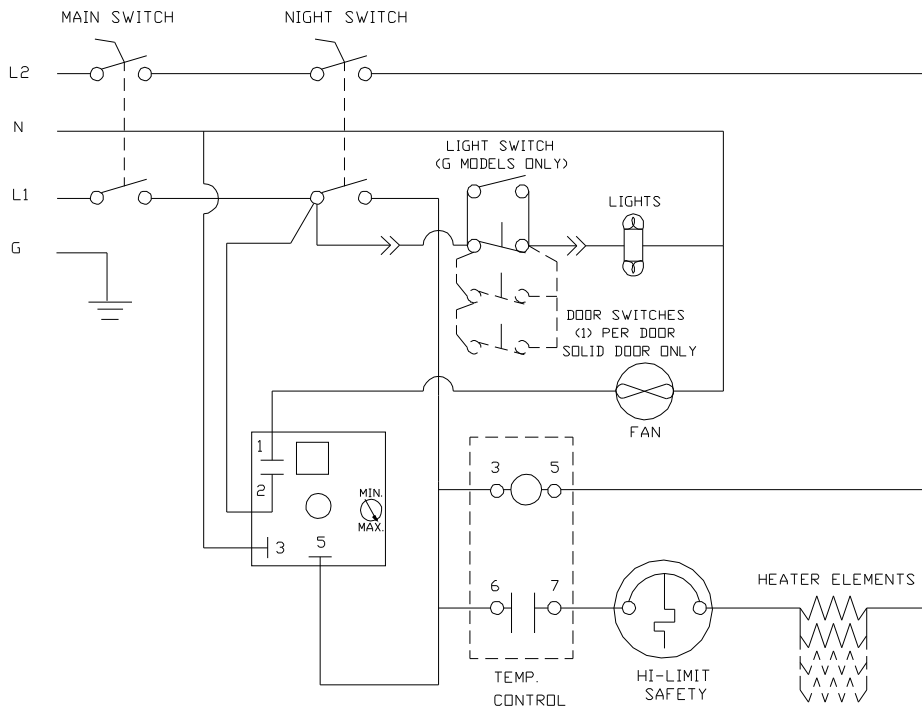 MAIN SWITCH
NIGHT SWITCH
L2
N
LIGHT SWITCH
(G MODELS ONLY)
L1
LIGHTS
G
DOOR SWITCHES
(1) PER DOOR
SOLID DOOR ONLY
FAN
1
2
3
5
MIN.
MAX.
3
5
6
7
HEATER ELEMENTS
TEMP.
CONTROL
HI-LIMIT
SAFETY